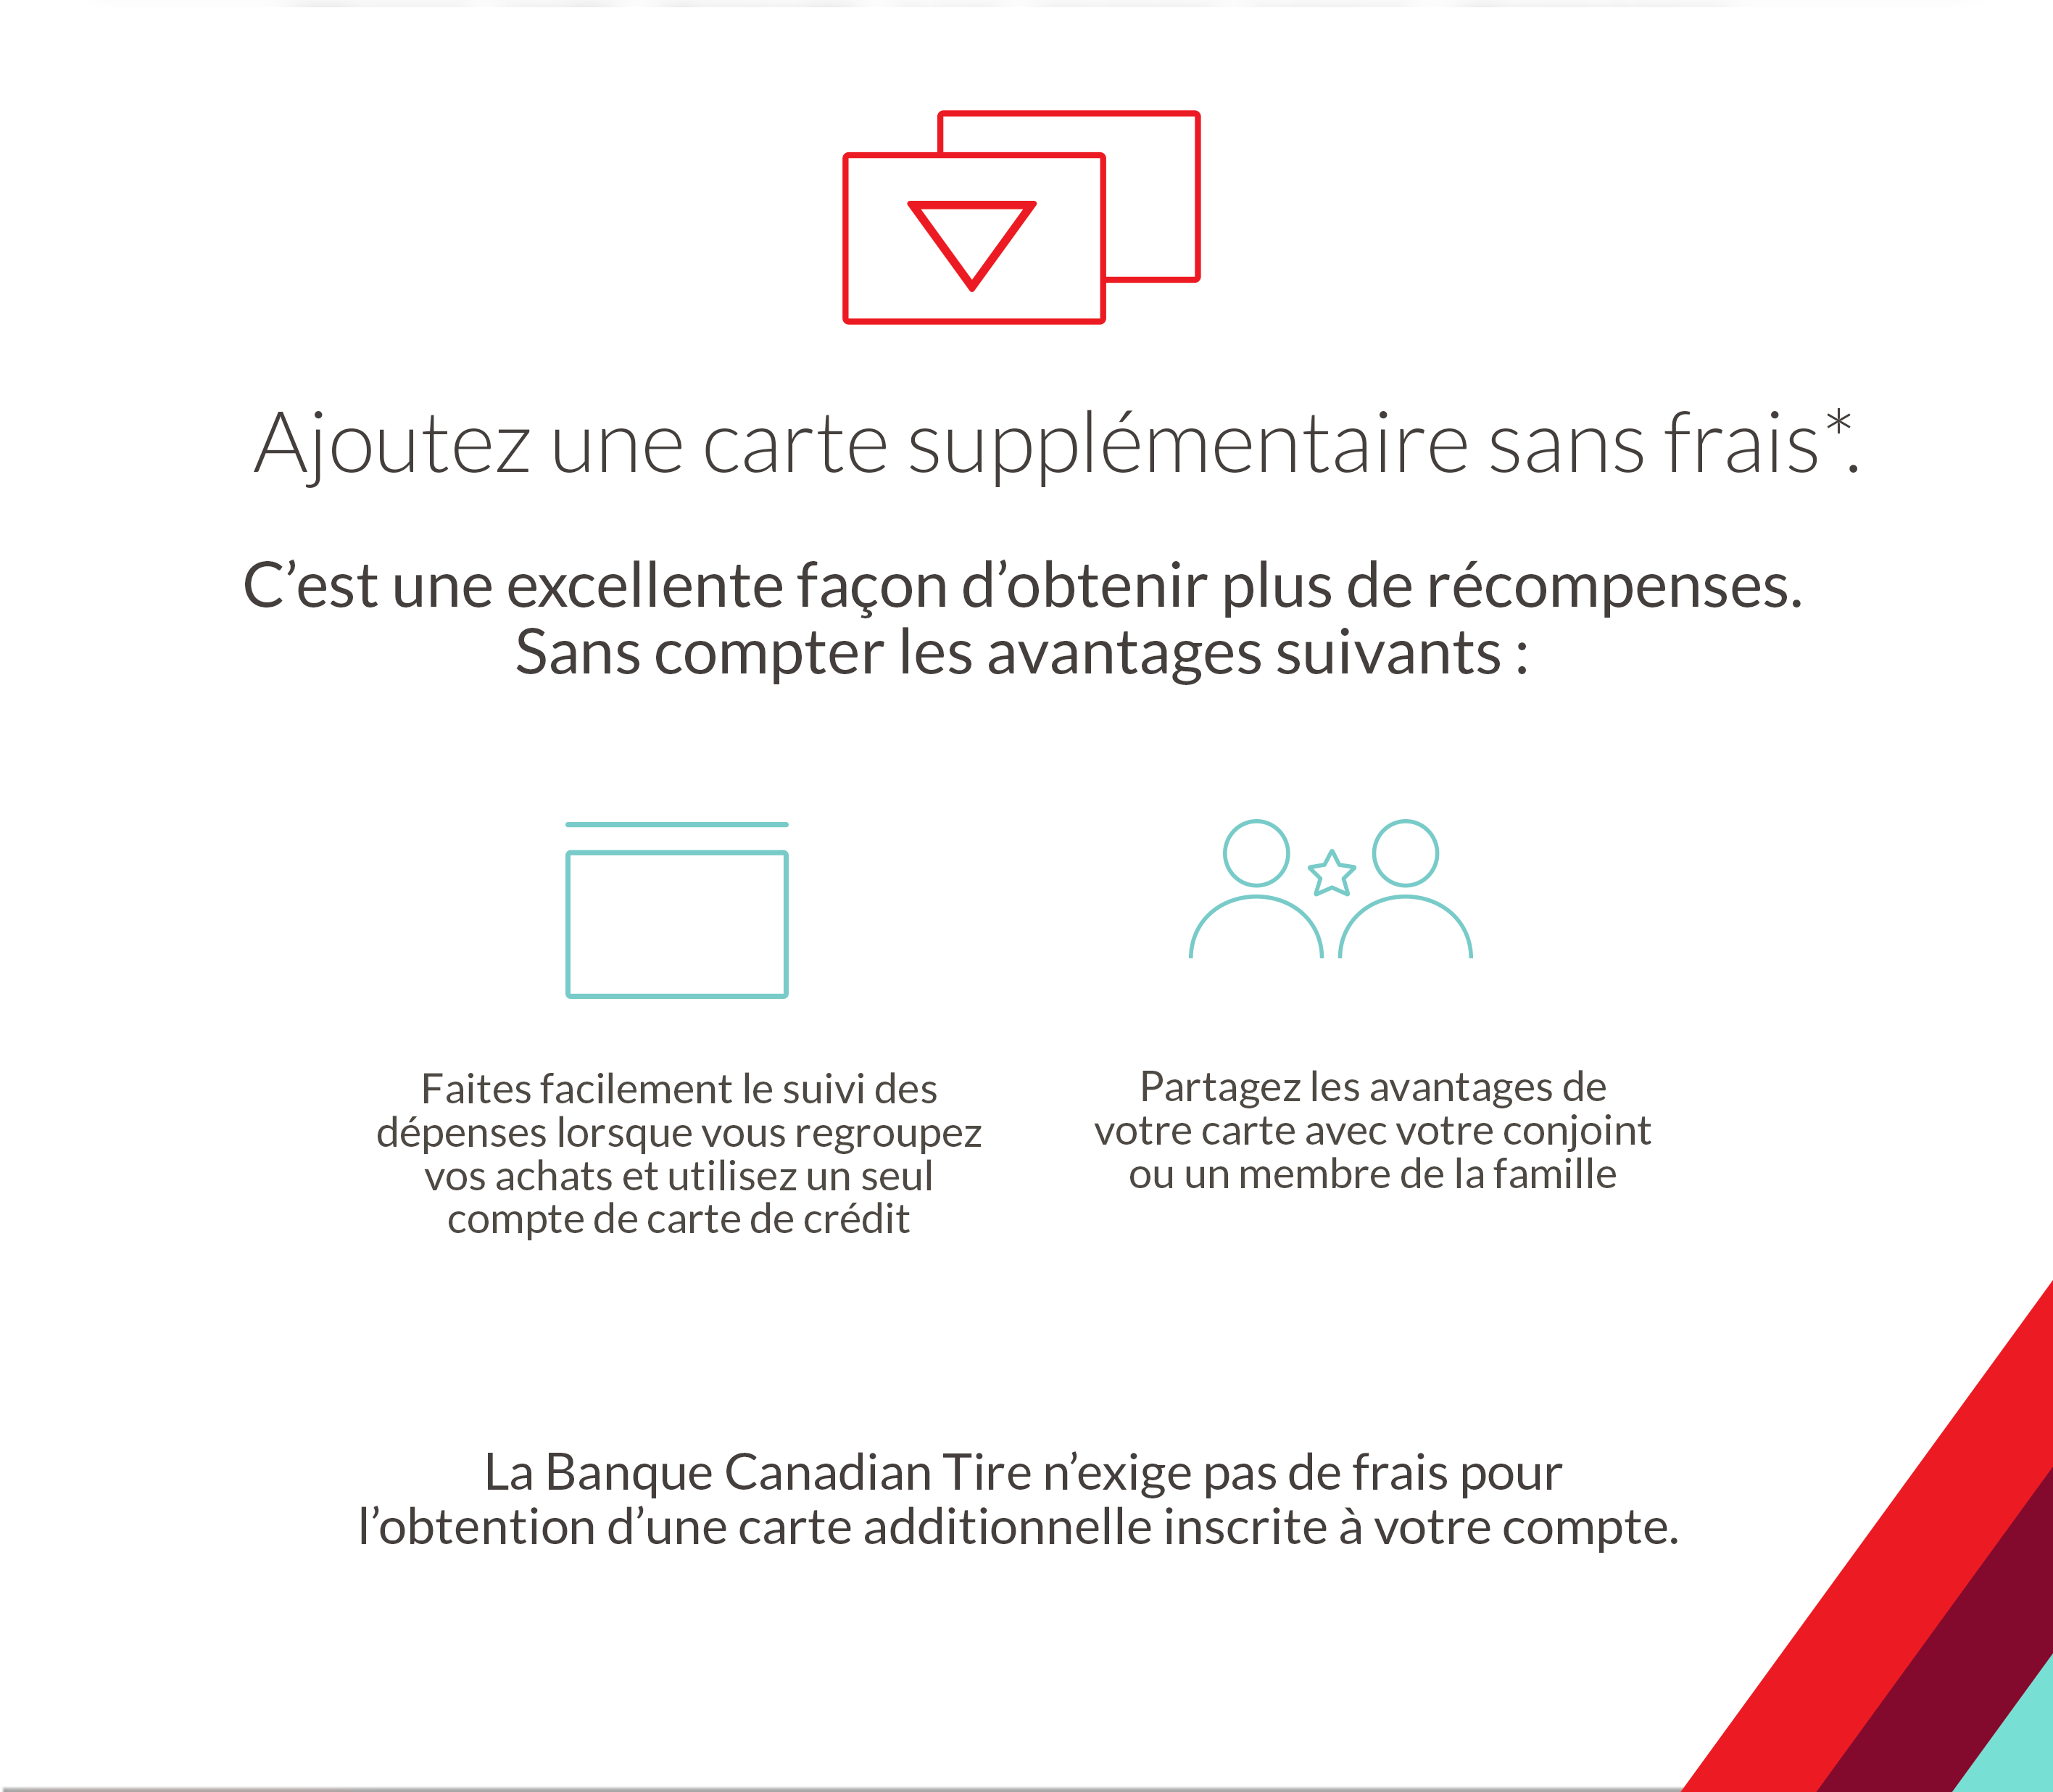 Ajoutez une carte supplémentaire sans frais*.
C’est une excellente façon d’obtenir plus de récompenses.
Sans compter les avantages suivants :
Faites facilement le suivi des
dépenses lorsque vous regroupez
vos achats et utilisez un seul
compte de carte de crédit
Partagez les avantages de
votre carte avec votre conjoint
ou un membre de la famille
La Banque Canadian Tire n’exige pas de frais pour
l’obtention d’une carte additionnelle inscrite à votre compte.